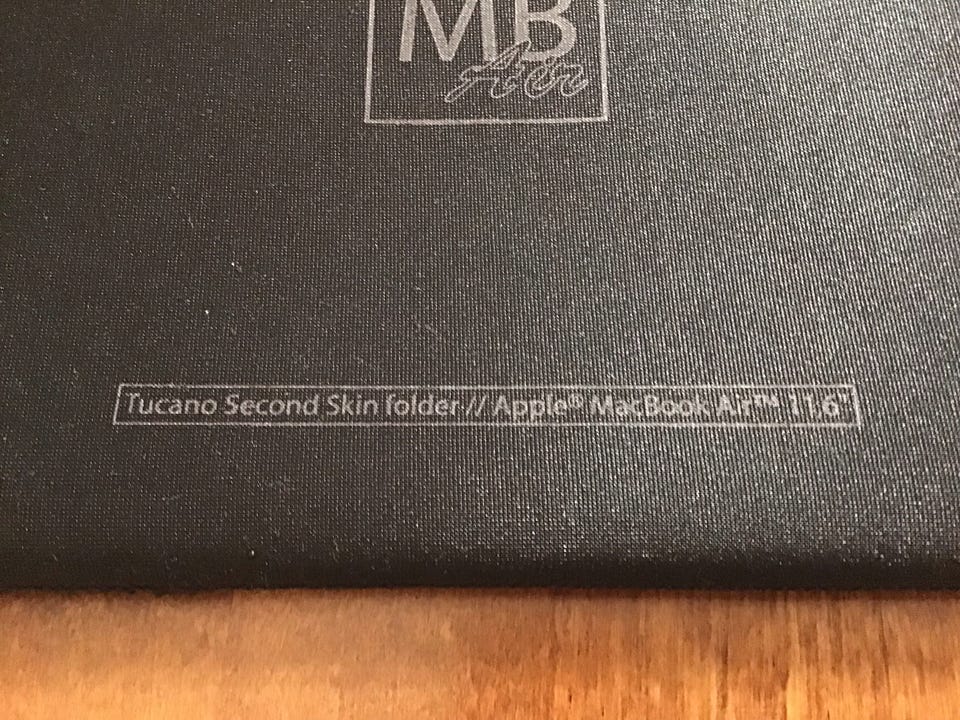 MB
Air
Tucano Second Skin folder // Apple® MacBook Air™ 11.6"